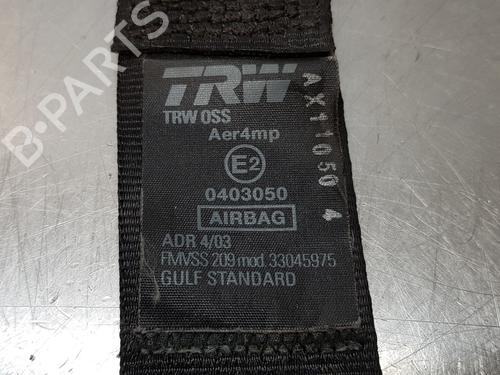 TRW
TRW OSS
Aer4mp
E2
0403050
AIRBAG
ADR 4/03
FMVSS 209 mod. 33045975
GULF STANDARD
AX11050 4
B-PARTS